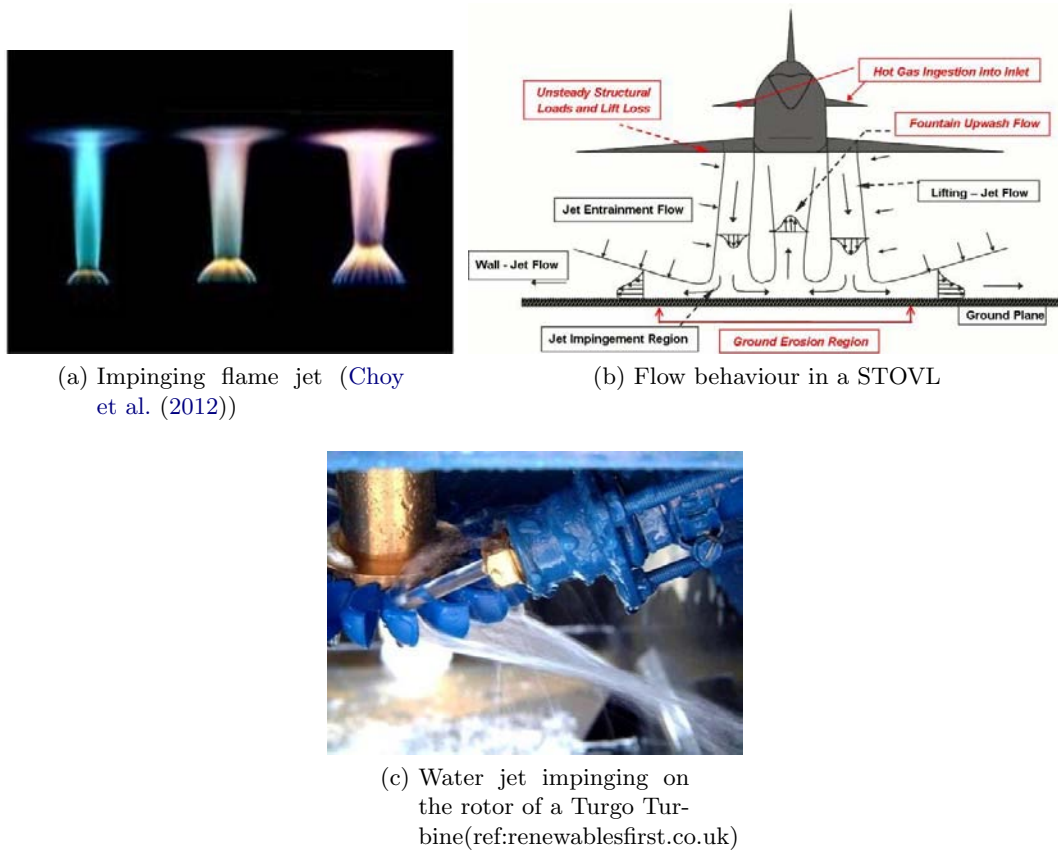 Hot Gas Ingestion into Inlet
Unsteady Structural
Loads and Lift Loss
Fountain Upwash Flow
Jet Entrainment Flow
Lifting – Jet Flow
Wall - Jet Flow
Ground Plane
Jet Impingement Region
Ground Erosion Region
(a) Impinging flame jet (Choy
et al. (2012))
(b) Flow behaviour in a STOVL
(c) Water jet impinging on
the rotor of a Turgo Tur-
bine(ref:renewablesfirst.co.uk)